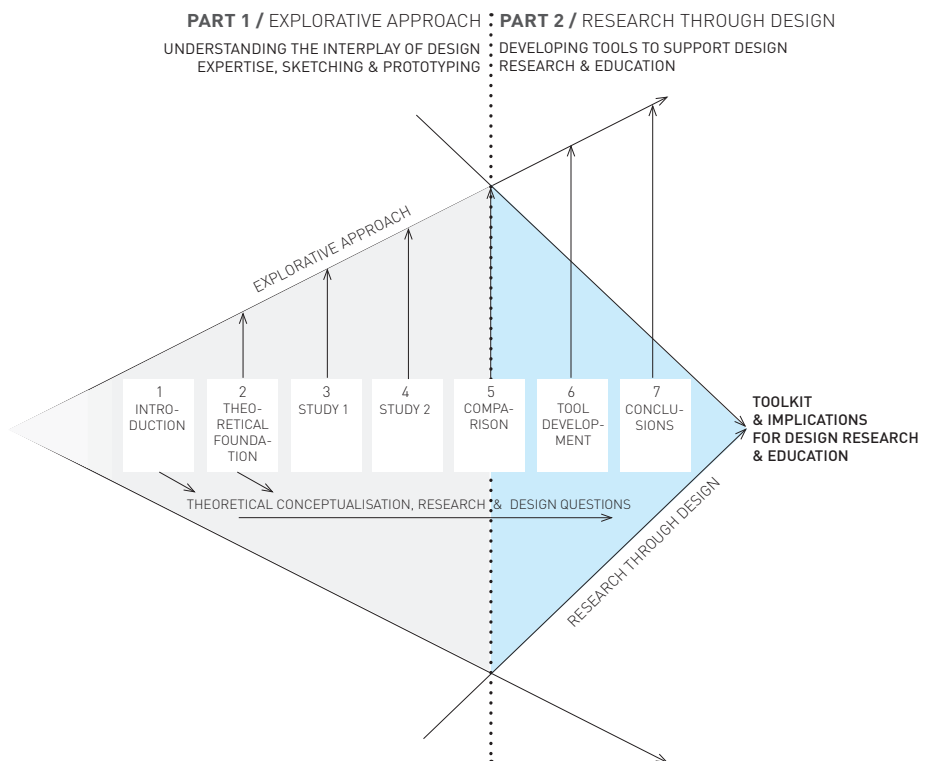 PART 1 / EXPLORATIVE APPROACH
UNDERSTANDING THE INTERPLAY OF DESIGN
EXPERTISE, SKETCHING & PROTOTYPING
PART 2 / RESEARCH THROUGH DESIGN
DEVELOPING TOOLS TO SUPPORT DESIGN
RESEARCH & EDUCATION
EXPLORATIVE APPROACH
1
INTRO-
DUCTION
2
THEO-
RETICAL
FOUNDA-
TION
3
STUDY 1
4
STUDY 2
5
COMPA-
RISON
6
TOOL
DEVELOP-
MENT
7
CONCLU-
SIONS
TOOLKIT
& IMPLICATIONS
FOR DESIGN RESEARCH
& EDUCATION
THEORETICAL CONCEPTUALISATION, RESEARCH & DESIGN QUESTIONS
RESEARCH THROUGH DESIGN